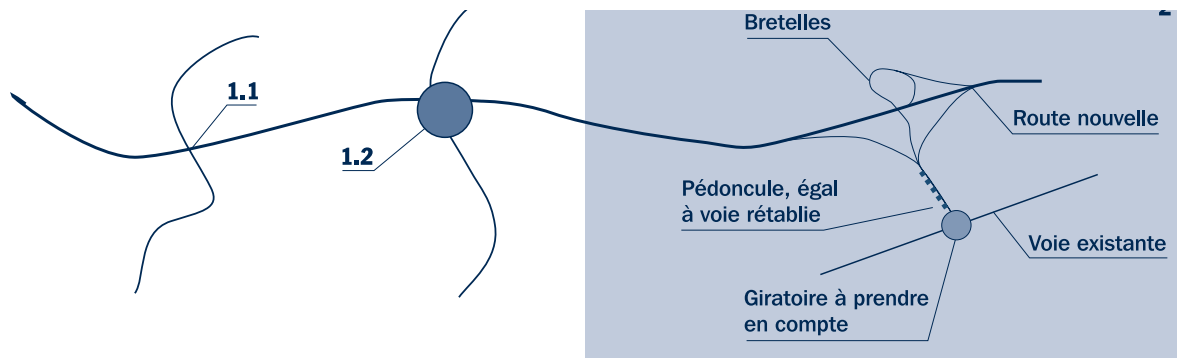 2
Bretelles
1.1
Route nouvelle
1.2
Pédoncule, égal
à voie rétablie
Voie existante
Giratoire à prendre
en compte